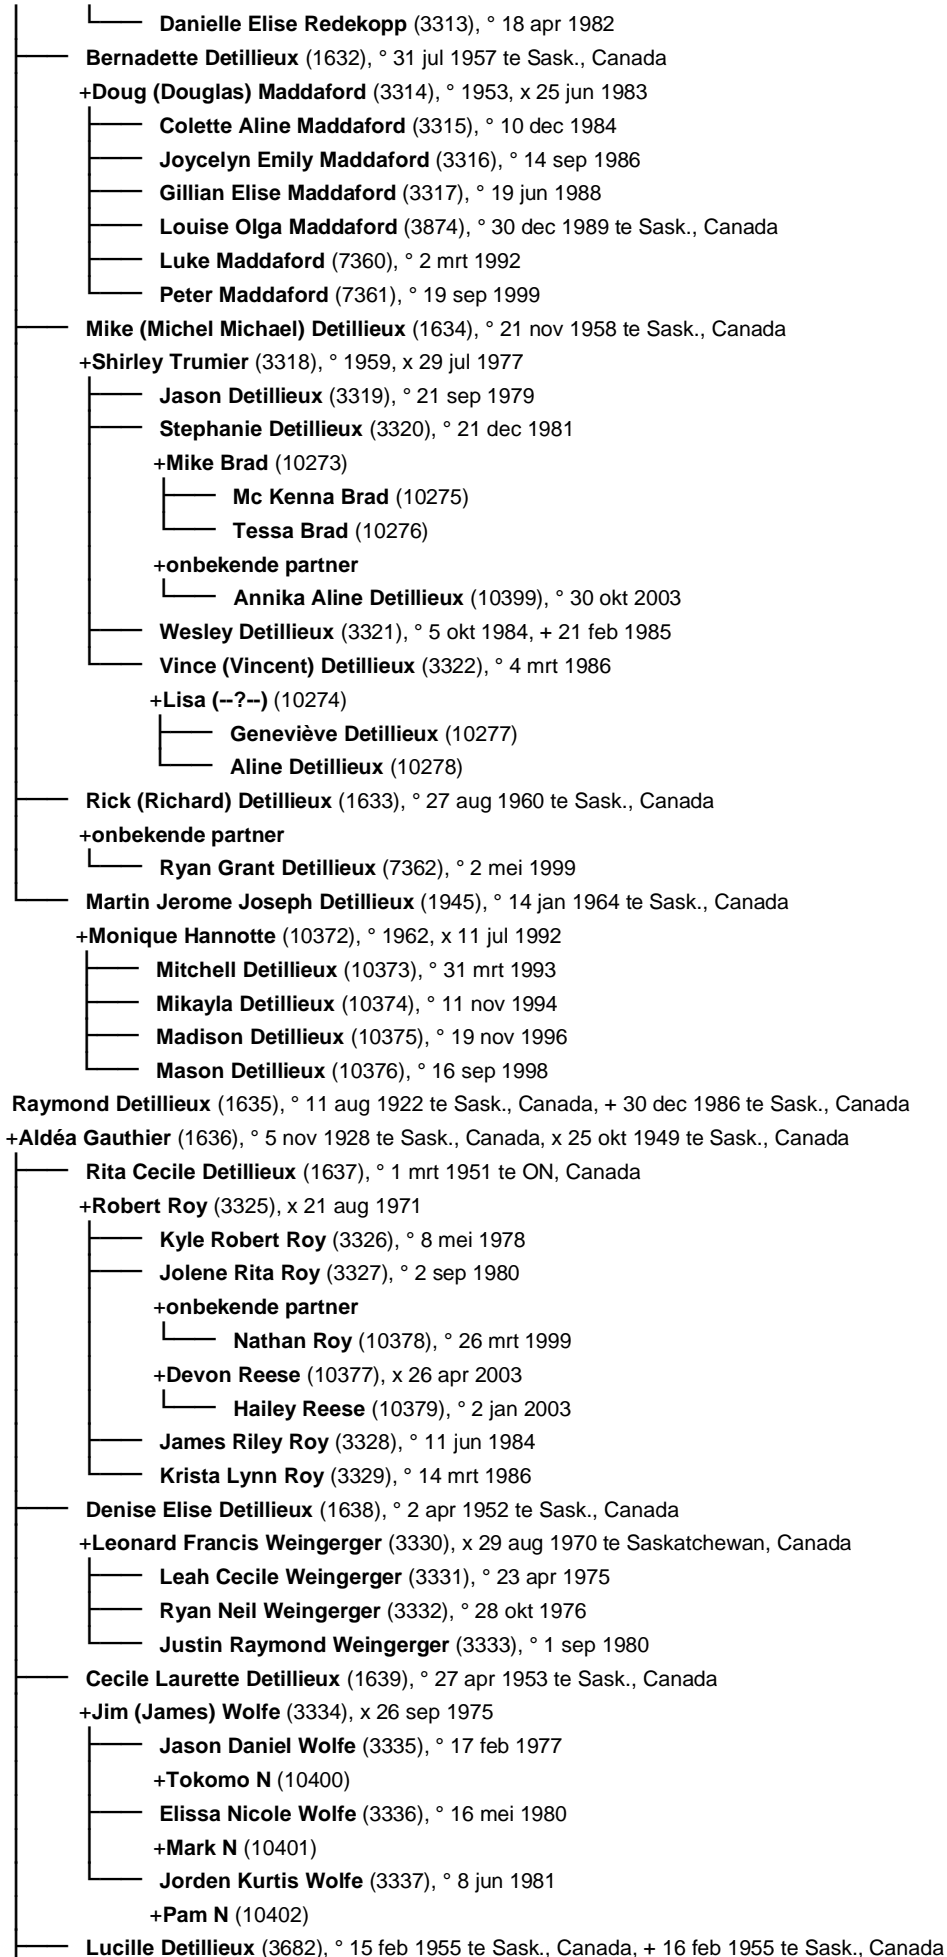 Danielle Elise Redekopp (3313), ° 18 apr 1982
Bernadette Detillieux (1632), ° 31 jul 1957 te Sask., Canada
+Doug (Douglas) Maddaford (3314), ° 1953, x 25 jun 1983
Colette Aline Maddaford (3315), ° 10 dec 1984
Joycelyn Emily Maddaford (3316), ° 14 sep 1986
Gillian Elise Maddaford (3317), ° 19 jun 1988
Louise Olga Maddaford (3874), ° 30 dec 1989 te Sask., Canada
Luke Maddaford (7360), ° 2 mrt 1992
Peter Maddaford (7361), ° 19 sep 1999
Mike (Michel Michael) Detillieux (1634), ° 21 nov 1958 te Sask., Canada
+Shirley Trumier (3318), ° 1959, x 29 jul 1977
Jason Detillieux (3319), ° 21 sep 1979
Stephanie Detillieux (3320), ° 21 dec 1981
+Mike Brad (10273)
Mc Kenna Brad (10275)
Tessa Brad (10276)
+onbekende partner
Annika Aline Detillieux (10399), ° 30 okt 2003
Wesley Detillieux (3321), ° 5 okt 1984, + 21 feb 1985
Vince (Vincent) Detillieux (3322), ° 4 mrt 1986
+Lisa (--?--) (10274)
Geneviève Detillieux (10277)
Aline Detillieux (10278)
Rick (Richard) Detillieux (1633), ° 27 aug 1960 te Sask., Canada
+onbekende partner
Ryan Grant Detillieux (7362), ° 2 mei 1999
Martin Jerome Joseph Detillieux (1945), ° 14 jan 1964 te Sask., Canada
+Monique Hannotte (10372), ° 1962, x 11 jul 1992
Mitchell Detillieux (10373), ° 31 mrt 1993
Mikayla Detillieux (10374), ° 11 nov 1994
Madison Detillieux (10375), ° 19 nov 1996
Mason Detillieux (10376), ° 16 sep 1998
Raymond Detillieux (1635), ° 11 aug 1922 te Sask., Canada, + 30 dec 1986 te Sask., Canada
+Aldéa Gauthier (1636), ° 5 nov 1928 te Sask., Canada, x 25 okt 1949 te Sask., Canada
Rita Cecile Detillieux (1637), ° 1 mrt 1951 te ON, Canada
+Robert Roy (3325), x 21 aug 1971
Kyle Robert Roy (3326), ° 8 mei 1978
Jolene Rita Roy (3327), ° 2 sep 1980
+onbekende partner
Nathan Roy (10378), ° 26 mrt 1999
+Devon Reese (10377), x 26 apr 2003
Hailey Reese (10379), ° 2 jan 2003
James Riley Roy (3328), ° 11 jun 1984
Krista Lynn Roy (3329), ° 14 mrt 1986
Denise Elise Detillieux (1638), ° 2 apr 1952 te Sask., Canada
+Leonard Francis Weingerger (3330), x 29 aug 1970 te Saskatchewan, Canada
Leah Cecile Weingerger (3331), ° 23 apr 1975
Ryan Neil Weingerger (3332), ° 28 okt 1976
Justin Raymond Weingerger (3333), ° 1 sep 1980
Cecile Laurette Detillieux (1639), ° 27 apr 1953 te Sask., Canada
+Jim (James) Wolfe (3334), x 26 sep 1975
Jason Daniel Wolfe (3335), ° 17 feb 1977
+Tokomo N (10400)
Elissa Nicole Wolfe (3336), ° 16 mei 1980
+Mark N (10401)
Jorden Kurtis Wolfe (3337), ° 8 jun 1981
+Pam N (10402)
Lucille Detillieux (3682), ° 15 feb 1955 te Sask., Canada, + 16 feb 1955 te Sask., Canada